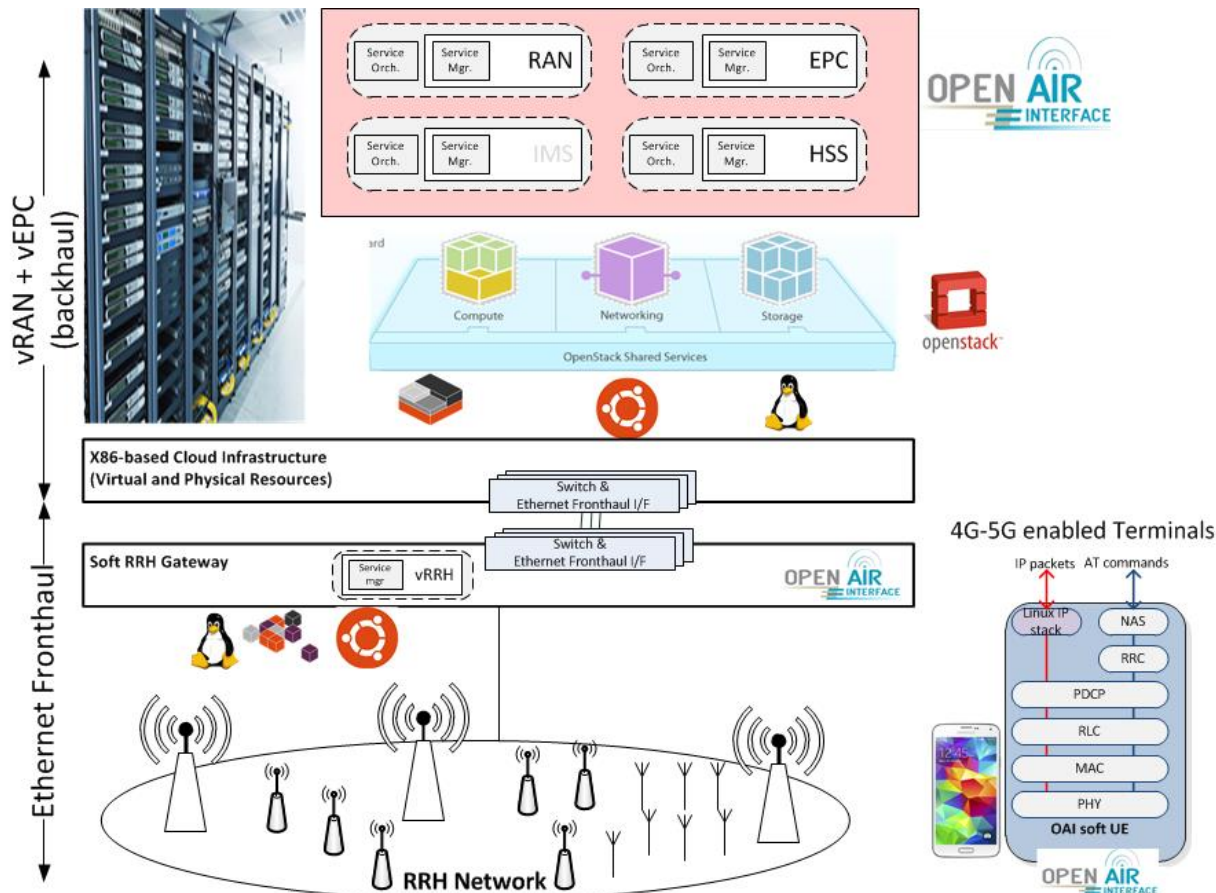 vRAN + vEPC
(backhaul)
Ethernet Fronthaul
Service
Orch.
Service
Mgr.
RAN
Service
Orch.
Service
Mgr.
EPC
Service
Orch.
Service
Mgr.
IMS
Service
Orch.
Service
Mgr.
HSS
OPEN AIR
INTERFACE
ard
Compute
Networking
Storage
OpenStack Shared Services
openstack™
X86-based Cloud Infrastructure
(Virtual and Physical Resources)
Switch &
Ethernet Fronthaul I/F
Switch &
Ethernet Fronthaul I/F
Soft RRH Gateway
Service
mgr
vRRH
OPEN AIR
INTERFACE
RRH Network
4G-5G enabled Terminals
IP packets
AT commands
Linux IP
stack
NAS
RRC
PDCP
RLC
MAC
PHY
OAI soft UE
12:45
OPEN AIR
INTERFACE